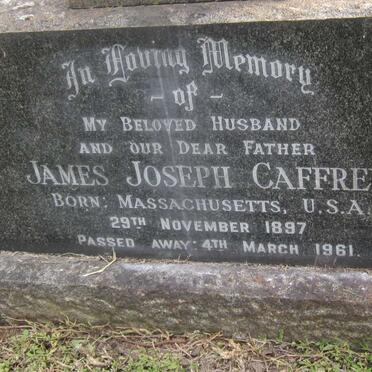 In Loving Memory
- of -
MY BELOVED HUSBAND
AND OUR DEAR FATHER
JAMES JOSEPH CAFFRE
BORN: MASSACHUSETTS, U.S.A.
29TH NOVEMBER 1897
PASSED AWAY: 4TH MARCH 1961.